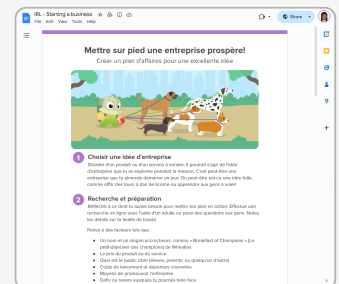 IRL - Starting a business
File Edit View Tools Help
Share
Mettre sur pied une entreprise prospère!
Créer un plan d'affaires pour une excellente idée
1 Choisir une idée d'entreprise
Décider d'un produit ou d'un service à vendre. Il pourrait s'agir de l'idée
d'entreprise que tu as explorée pendant la mission. C'est peut-être une
entreprise que tu aimerais démarrer un jour. Ou peut-être est-ce une idée folle,
comme offrir des tours à dos de licorne ou apprendre aux gens à voler!
2 Recherche et préparation
Réfléchis à ce dont tu auras besoin pour mettre ton plan en action. Effectue une
recherche en ligne avec l'aide d'un adulte ou pose des questions aux gens. Notez
les détails sur la feuille de travail.
Pense à des facteurs tels que :
● Un nom et un slogan accrocheurs, comme « Breakfast of Champions » (Le
petit-déjeuner des champions) de Wheaties
● Le prix du produit ou du service
● Quel est le public cible (élèves, parents, ou quelqu'un d'autre)
● Coûts de lancement et dépenses courantes
● Moyens de promouvoir l'entreprise
● Défis ou revers auxquels tu pourrais faire face